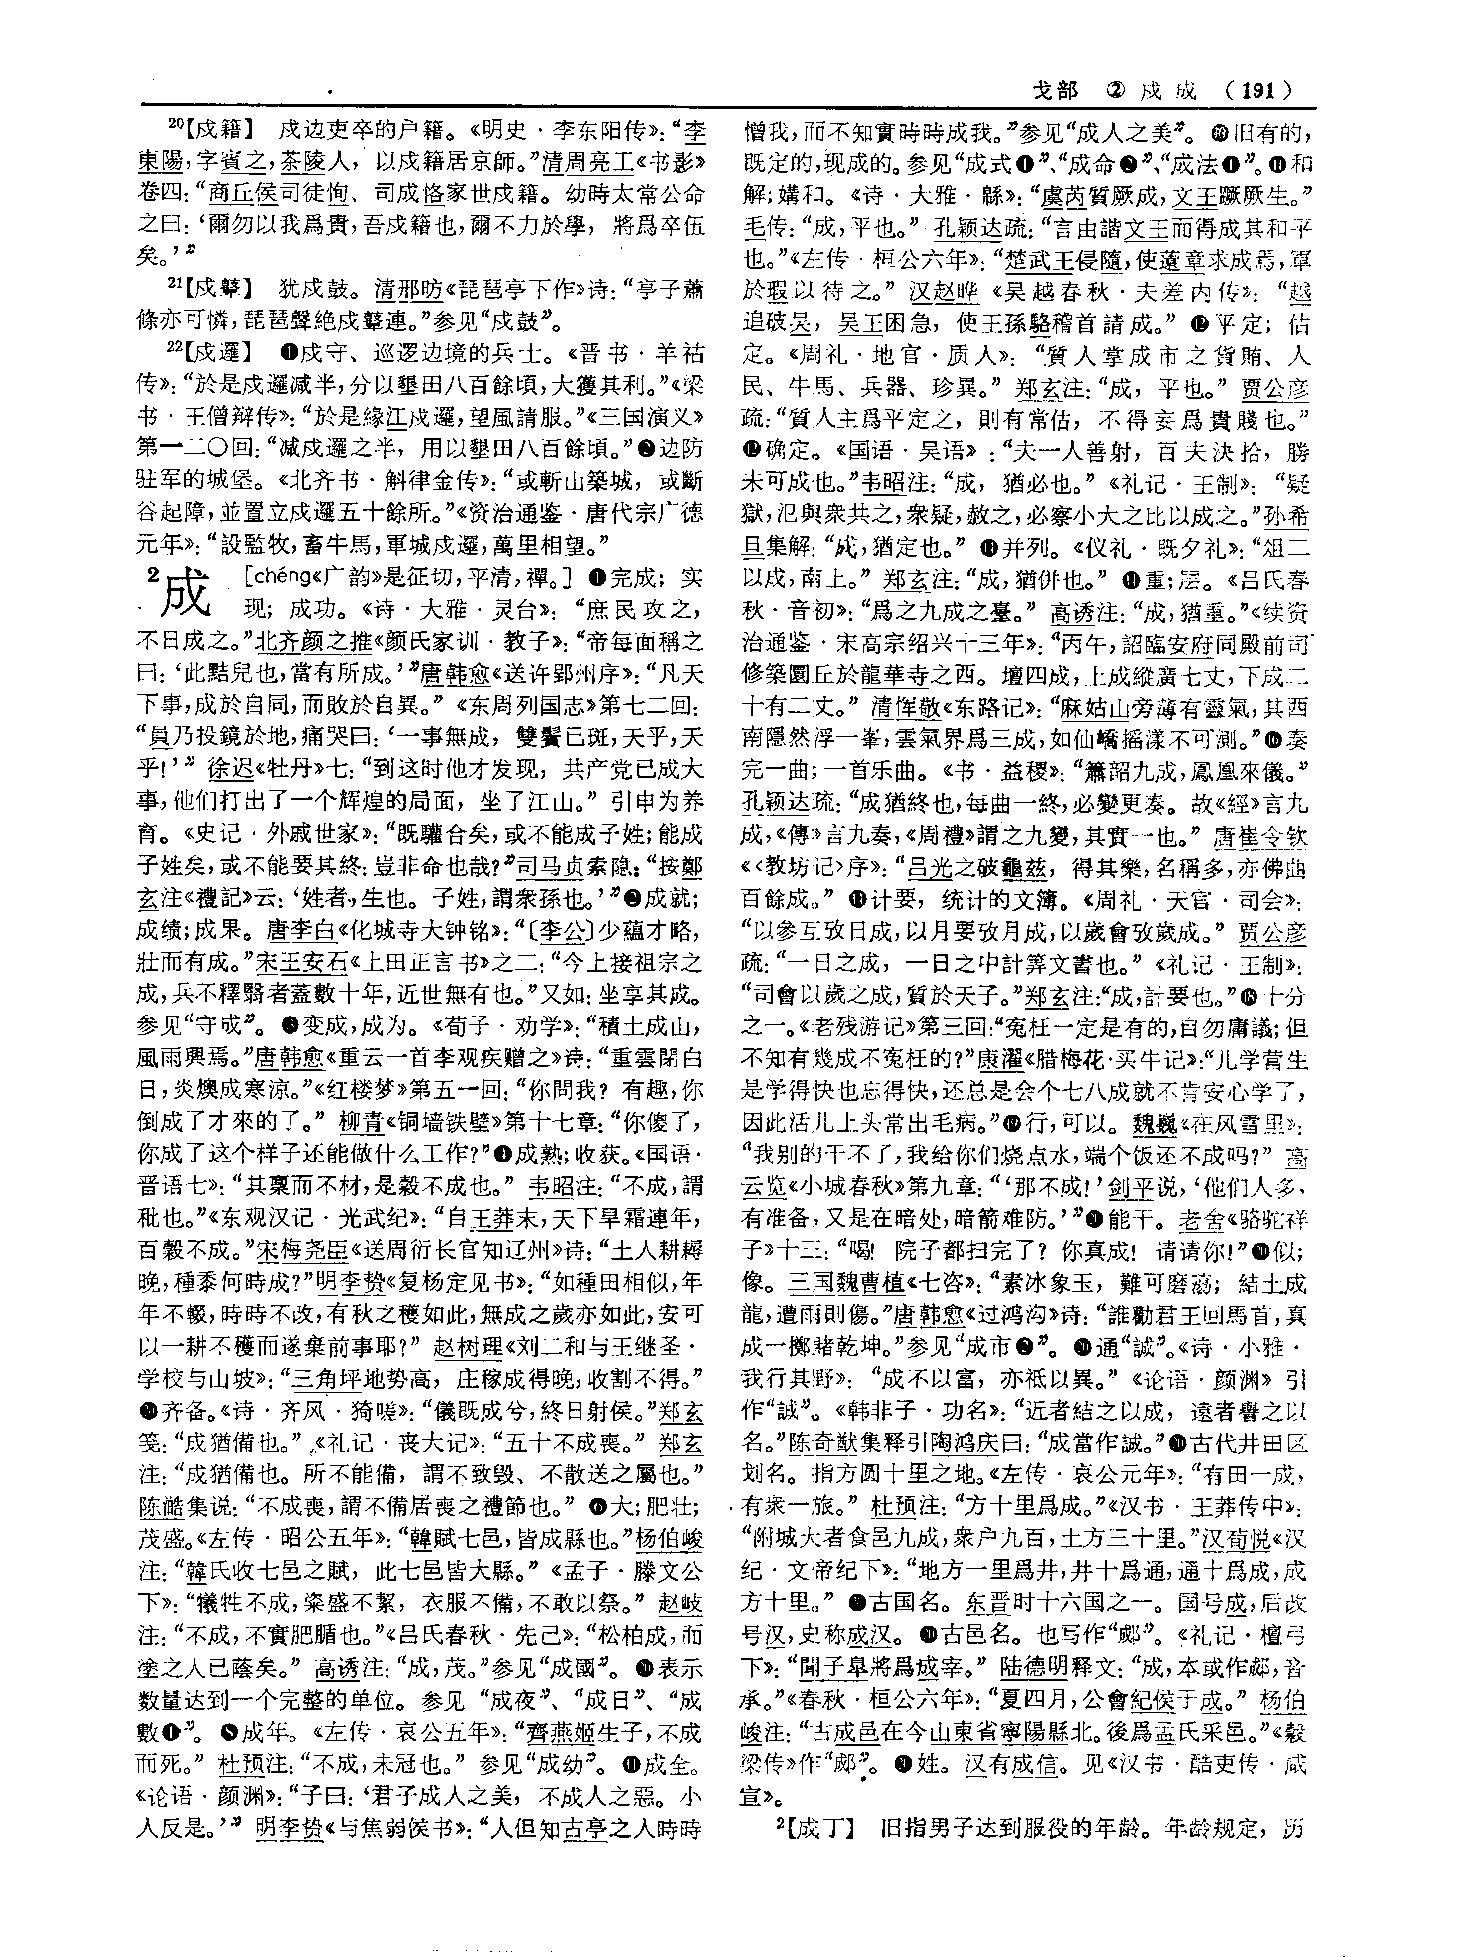 戈部 ② 戍成 （191）
20【戍籍】 戍边吏卒的户籍。《明史·李东阳传》：“李
東陽，字賓之，茶陵人，以戍籍居京師。”清周亮工《书影》
卷四：“商丘侯司徒恂、司成恪家世戍籍。幼時太常公命
之曰：‘爾勿以我爲貴，吾戍籍也，爾不力於學，將爲卒伍
矣。’”
21【戍鼙】 犹戍鼓。清邢昉《琵琶亭下作》诗：“亭子蕭
條亦可憐，琵琶聲絶戍鼙連。”参见“戍鼓”。
22【戍邏】 ❶戍守、巡逻边境的兵士。《晋书·羊祜
传》：“於是戍邏减半，分以墾田八百餘頃，大獲其利。”《梁
书·王僧辩传》：“於是緣江戍邏，望風請服。”《三国演义》
第一二〇回：“减戍邏之半，用以墾田八百餘頃。”❷边防
驻军的城堡。《北齐书·斛律金传》：“或斬山築城，或斷
谷起障，並置立戍邏五十餘所。”《资治通鉴·唐代宗广德
元年》：“設監牧，畜牛馬，軍城戍邏，萬里相望。”
2成 ［chéng《广韵》是征切，平清，禪。］ ❶完成；实
现；成功。《诗·大雅·灵台》：“庶民攻之，
不日成之。”北齐颜之推《颜氏家训·教子》：“帝每面稱之
曰：‘此黠兒也，當有所成。’”唐韩愈《送许郢州序》：“凡天
下事，成於自同，而敗於自異。”《东周列国志》第七二回：
“員乃投鏡於地，痛哭曰：‘一事無成，雙鬢已斑，天乎，天
乎！’”徐迟《牡丹》七：“到这时他才发现，共产党已成大
事，他们打出了一个辉煌的局面，坐了江山。”引申为养
育。《史记·外戚世家》：“既驩合矣，或不能成子姓；能成
子姓矣，或不能要其終：豈非命也哉？”司马贞索隐：“按鄭
玄注《禮記》云：‘姓者，生也。子姓，謂衆孫也。’”❷成就；
成绩；成果。唐李白《化城寺大钟铭》：“〔李公〕少藴才略，
壯而有成。”宋王安石《上田正言书》之二：“今上接祖宗之
成，兵不釋翳者蓋數十年，近世無有也。”又如：坐享其成。
参见“守成”。❸变成，成为。《荀子·劝学》：“積土成山，
風雨興焉。”唐韩愈《重云一首李观疾赠之》诗：“重雲閉白
日，炎燠成寒涼。”《红楼梦》第五一回：“你問我？有趣，你
倒成了才來的了。”柳青《铜墙铁壁》第十七章：“你傻了，
你成了这个样子还能做什么工作？”❹成熟；收获。《国语·
晋语七》：“其稟而不材，是穀不成也。”韦昭注：“不成，謂
秕也。”《东观汉记·光武纪》：“自王莽末，天下旱霜連年，
百穀不成。”宋梅尧臣《送周衍长官知辽州》诗：“土人耕耨
晚，種黍何時成？”明李贽《复杨定见书》：“如種田相似，年
年不輟，時時不改，有秋之穫如此，無成之歲亦如此，安可
以一耕不穫而遂棄前事耶？”赵树理《刘二和与王继圣·
学校与山坡》：“三角坪地势高，庄稼成得晚，收割不得。”
❺齐备。《诗·齐风·猗嗟》：“儀既成兮，終日射侯。”郑玄
笺：“成猶備也。”《礼记·丧大记》：“五十不成喪。”郑玄
注：“成猶備也。所不能備，謂不致毁、不散送之屬也。”
陈澔集说：“不成喪，謂不備居喪之禮節也。”❻大；肥壮；
茂盛。《左传·昭公五年》：“韓賦七邑，皆成縣也。”杨伯峻
注：“韓氏收七邑之賦，此七邑皆大縣。”《孟子·滕文公
下》：“犧牲不成，粢盛不絜，衣服不備，不敢以祭。”赵岐
注：“不成，不實肥腯也。”《吕氏春秋·先己》：“松柏成，而
塗之人已蔭矣。”高诱注：“成，茂。”参见“成國”。❼表示
数量达到一个完整的单位。参见“成夜”、“成日”、“成
數❶”。❽成年。《左传·哀公五年》：“齊燕姬生子，不成
而死。”杜预注：“不成，未冠也。”参见“成幼”。❾成全。
《论语·颜渊》：“子曰：‘君子成人之美，不成人之惡。小
人反是。’”明李贽《与焦弱侯书》：“人但知古亭之人時時
憎我，而不知實時時成我。”参见“成人之美”。❿旧有的，
既定的，现成的。参见“成式❶”、“成命❷”、“成法❶”。⓫和
解；媾和。《诗·大雅·緜》：“虞芮質厥成，文王蹶厥生。”
毛传：“成，平也。”孔颖达疏：“言由諧文王而得成其和平
也。”《左传·桓公六年》：“楚武王侵隨，使薳章求成焉，軍
於瑕以待之。”汉赵晔《吴越春秋·夫差内传》：“越
追破吴，吴王困急，使王孫駱稽首請成。”⓬平定；估
定。《周礼·地官·质人》：“質人掌成市之貨賄、人
民、牛馬、兵器、珍異。”郑玄注：“成，平也。”贾公彦
疏：“質人主爲平定之，則有常估，不得妄爲貴賤也。”
⓭确定。《国语·吴语》：“夫一人善射，百夫決拾，勝
未可成也。”韦昭注：“成，猶必也。”《礼记·王制》：“疑
獄，汜與衆共之，衆疑，赦之，必察小大之比以成之。”孙希
旦集解：“成，猶定也。”⓮并列。《仪礼·既夕礼》：“俎二
以成，南上。”郑玄注：“成，猶併也。”⓯重；层。《吕氏春
秋·音初》：“爲之九成之臺。”高诱注：“成，猶重。”《续资
治通鉴·宋高宗绍兴十三年》：“丙午，詔臨安府同殿前司
修築圜丘於龍華寺之西。壇四成，上成縱廣七丈，下成二
十有二丈。”清恽敬《东路记》：“麻姑山旁薄有靈氣，其西
南隱然浮一峯，雲氣界爲三成，如仙嶠摇漾不可測。”⓰奏
完一曲；一首乐曲。《书·益稷》：“簫韶九成，鳳凰來儀。”
孔颖达疏：“成猶終也，每曲一終，必變更奏。故《經》言九
成，《傳》言九奏，《周禮》謂之九變，其實一也。”唐崔令钦
《〈教坊记〉序》：“吕光之破龜茲，得其樂，名稱多，亦佛曲
百餘成。”⓱计要，统计的文簿。《周礼·天官·司会》：
“以參互攷日成，以月要攷月成，以歲會攷歲成。”贾公彦
疏：“一日之成，一日之中計筭文書也。”《礼记·王制》：
“司會以歲之成，質於天子。”郑玄注：“成，計要也。”⓲十分
之一。《老残游记》第三回：“冤枉一定是有的，自勿庸議；但
不知有幾成不冤枉的？”康濯《腊梅花·买牛记》：“儿学营生
是学得快也忘得快，还总是会个七八成就不肯安心学了，
因此活儿上头常出毛病。”⓳行，可以。魏巍《在风雪里》：
“我别的干不了，我给你们烧点水，端个饭还不成吗？”高
云览《小城春秋》第九章：“‘那不成！’剑平说，‘他们人多、
有准备，又是在暗处，暗箭难防。’”⓴能干。老舍《骆驼祥
子》十三：“喝！院子都扫完了？你真成！请请你！”㉑似；
像。三国魏曹植《七咨》：“素冰象玉，難可磨蕩；結土成
龍，遭雨則傷。”唐韩愈《过鸿沟》诗：“誰勸君王回馬首，真
成一擲賭乾坤。”参见“成市❷”。㉒通“誠”。《诗·小雅·
我行其野》：“成不以富，亦衹以異。”《论语·颜渊》引
作“誠”。《韩非子·功名》：“近者結之以成，遠者譽之以
名。”陈奇猷集释引陶鸿庆曰：“成當作誠。”㉓古代井田区
划名。指方圆十里之地。《左传·哀公元年》：“有田一成，
有衆一旅。”杜预注：“方十里爲成。”《汉书·王莽传中》：
“附城大者食邑九成，衆户九百，土方三十里。”汉荀悦《汉
纪·文帝纪下》：“地方一里爲井，井十爲通，通十爲成，成
方十里。”㉔古国名。东晋时十六国之一。国号成，后改
号汉，史称成汉。㉕古邑名。也写作“郕”。《礼记·檀弓
下》：“聞子皋將爲成宰。”陆德明释文：“成，本或作郕，音
承。”《春秋·桓公六年》：“夏四月，公會紀侯于成。”杨伯
峻注：“古成邑在今山東省寧陽縣北。後爲孟氏采邑。”《穀
梁传》作“郕”。㉖姓。汉有成信。见《汉书·酷吏传·咸
宣》。
2【成丁】 旧指男子达到服役的年龄。年龄规定，历